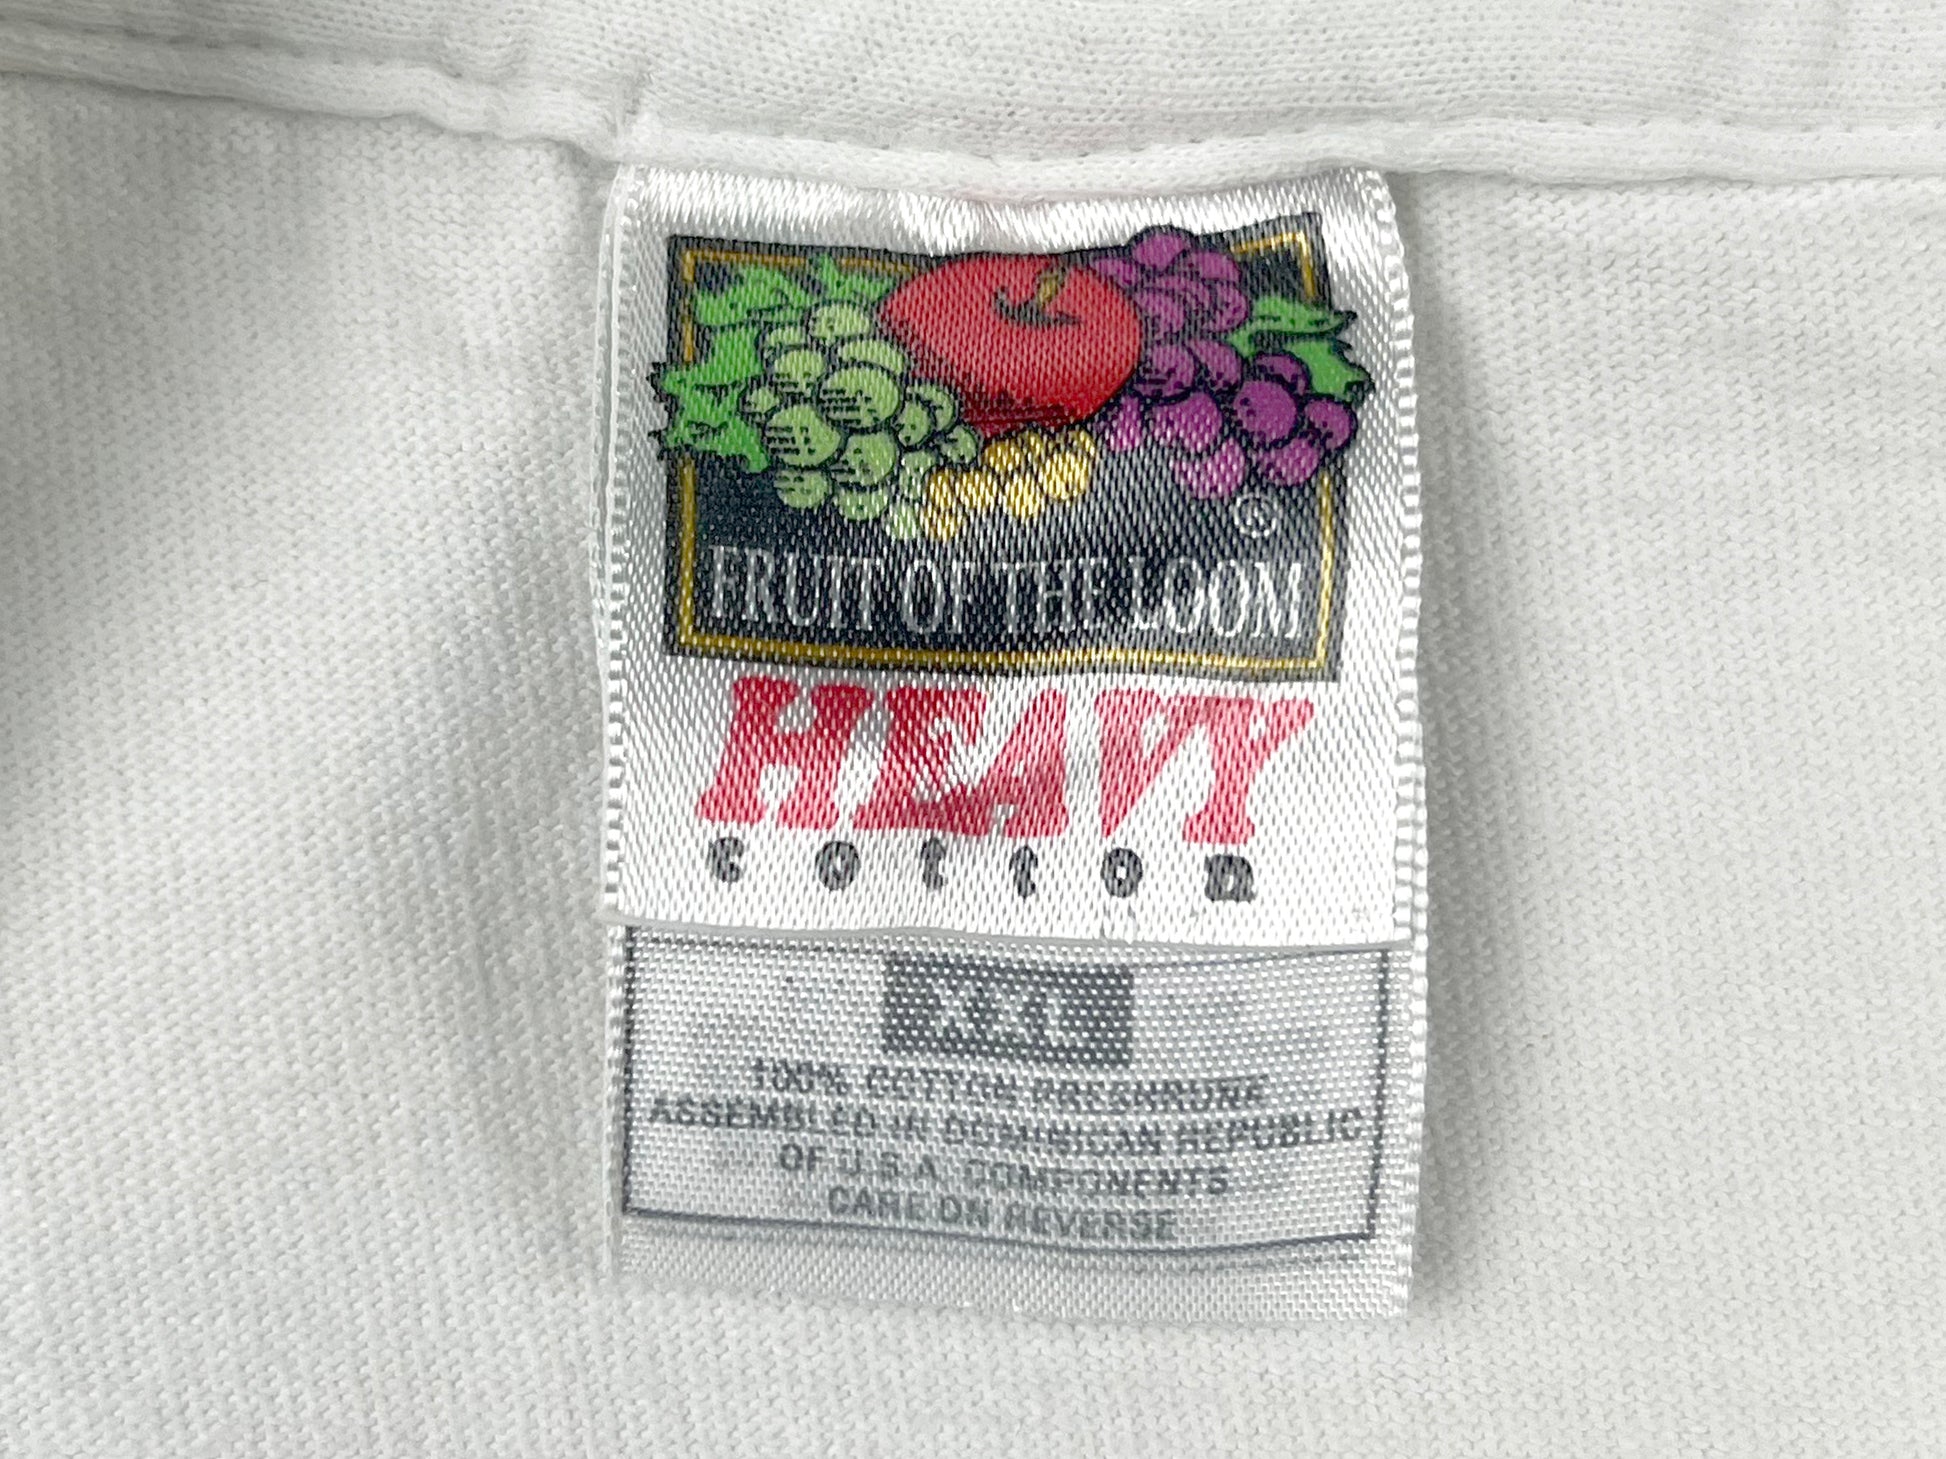 ®
FRUIT OF THE LOOM
HEAVY
cotton
XXL
100% COTTON PRESHRUNK
ASSEMBLED IN DOMINICAN REPUBLIC
OF U.S.A. COMPONENTS
CARE ON REVERSE